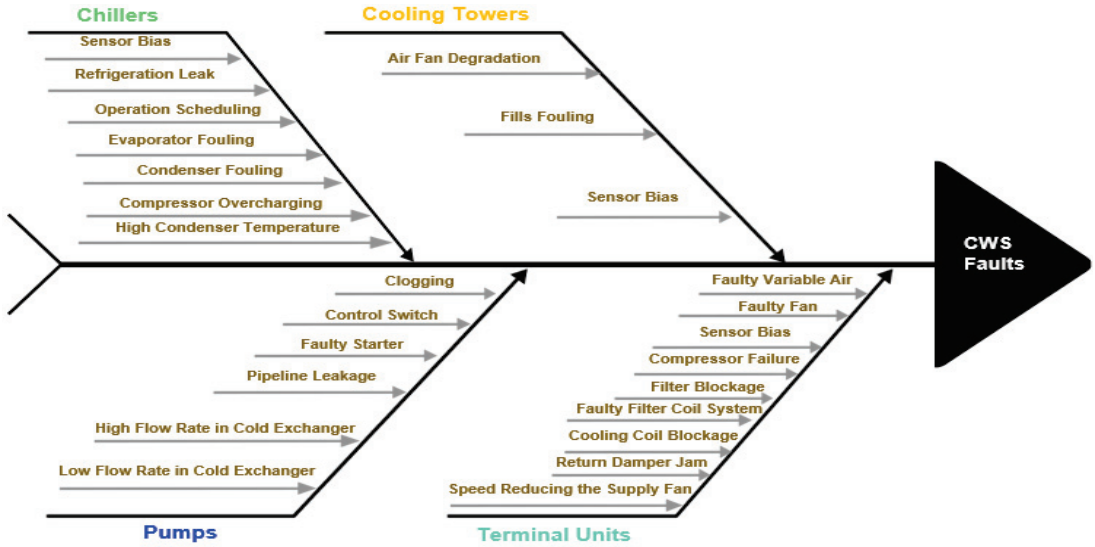 Chillers
Sensor Bias
Refrigeration Leak
Operation Scheduling
Evaporator Fouling
Condenser Fouling
Compressor Overcharging
High Condenser Temperature
Cooling Towers
Air Fan Degradation
Fills Fouling
Sensor Bias
CWS
Faults
Clogging
Control Switch
Faulty Starter
Pipeline Leakage
High Flow Rate in Cold Exchanger
Low Flow Rate in Cold Exchanger
Pumps
Faulty Variable Air
Faulty Fan
Sensor Bias
Compressor Failure
Filter Blockage
Faulty Filter Coil System
Cooling Coil Blockage
Return Damper Jam
Speed Reducing the Supply Fan
Terminal Units